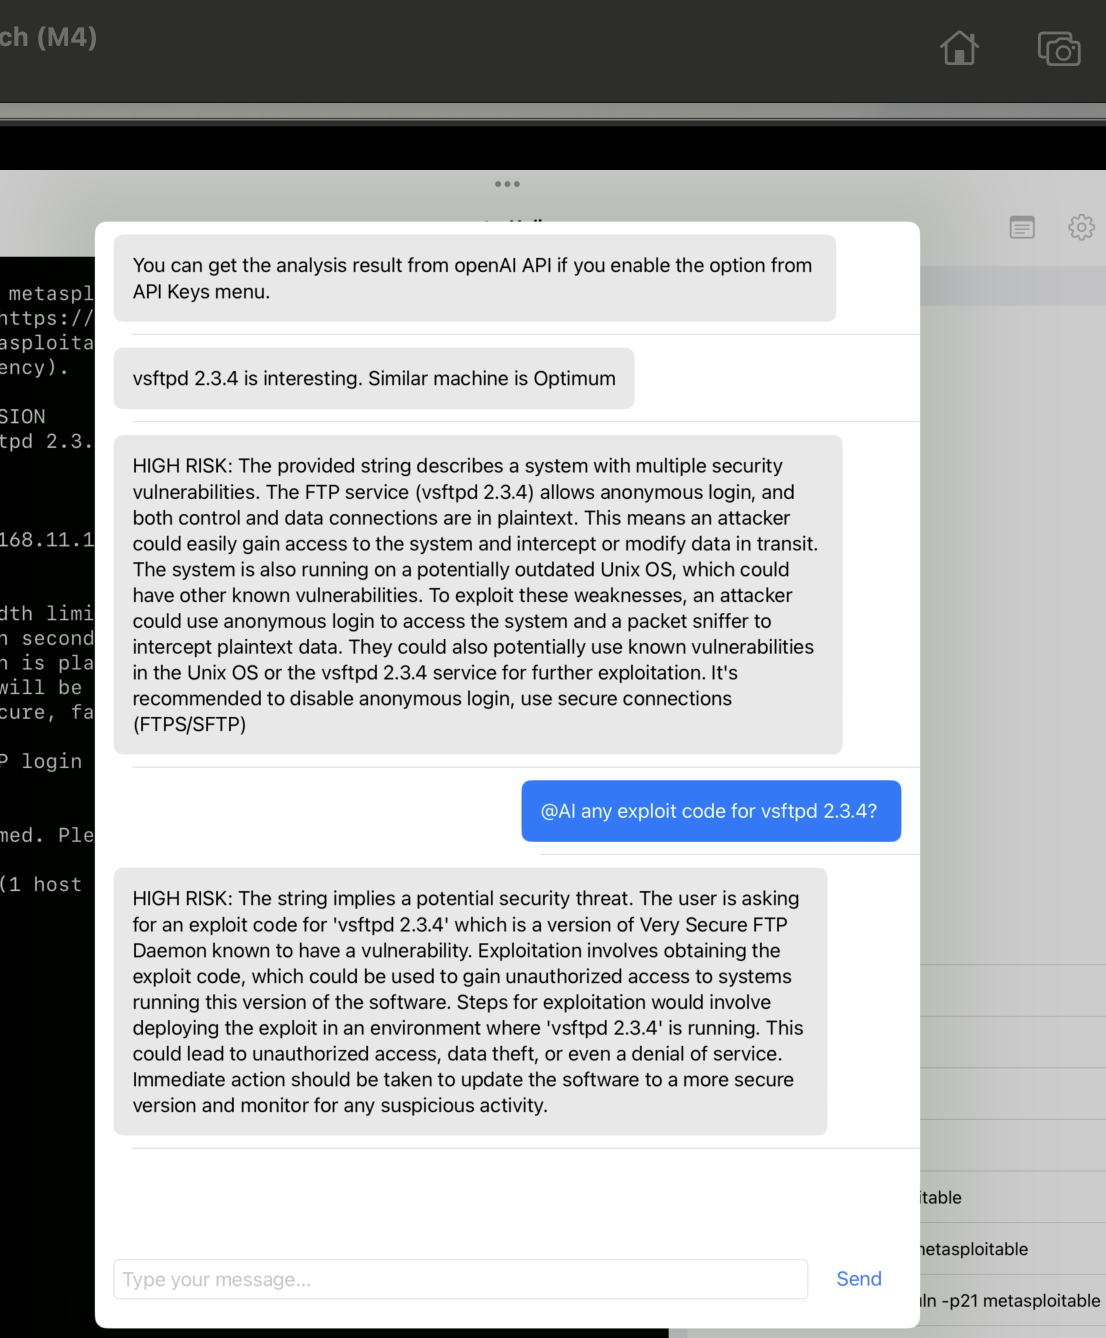 ch (M4)
metaspl
https://
asploita
ency).
SION
tpd 2.3.
168.11.1
dth limi
n second
n is pla
will be
cure, fa
P login
med. Ple
(1 host
You can get the analysis result from openAI API if you enable the option from
API Keys menu.
vsftpd 2.3.4 is interesting. Similar machine is Optimum
HIGH RISK: The provided string describes a system with multiple security
vulnerabilities. The FTP service (vsftpd 2.3.4) allows anonymous login, and
both control and data connections are in plaintext. This means an attacker
could easily gain access to the system and intercept or modify data in transit.
The system is also running on a potentially outdated Unix OS, which could
have other known vulnerabilities. To exploit these weaknesses, an attacker
could use anonymous login to access the system and a packet sniffer to
intercept plaintext data. They could also potentially use known vulnerabilities
in the Unix OS or the vsftpd 2.3.4 service for further exploitation. It's
recommended to disable anonymous login, use secure connections
(FTPS/SFTP)
@AI any exploit code for vsftpd 2.3.4?
HIGH RISK: The string implies a potential security threat. The user is asking
for an exploit code for 'vsftpd 2.3.4' which is a version of Very Secure FTP
Daemon known to have a vulnerability. Exploitation involves obtaining the
exploit code, which could be used to gain unauthorized access to systems
running this version of the software. Steps for exploitation would involve
deploying the exploit in an environment where 'vsftpd 2.3.4' is running. This
could lead to unauthorized access, data theft, or even a denial of service.
Immediate action should be taken to update the software to a more secure
version and monitor for any suspicious activity.
Type your message...
Send
itable
netasploitable
uln -p21 metasploitable